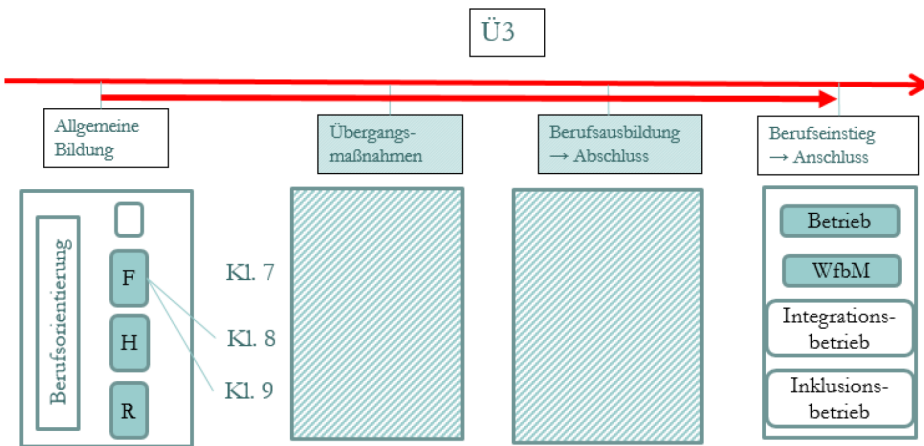 Ü3
Allgemeine
Bildung
Übergangs-
maßnahmen
Berufsausbildung
→ Abschluss
Berufseinstieg
→ Anschluss
Berufsorientierung
F
H
R
Kl. 7
Kl. 8
Kl. 9
Betrieb
WfbM
Integrations-
betrieb
Inklusions-
betrieb